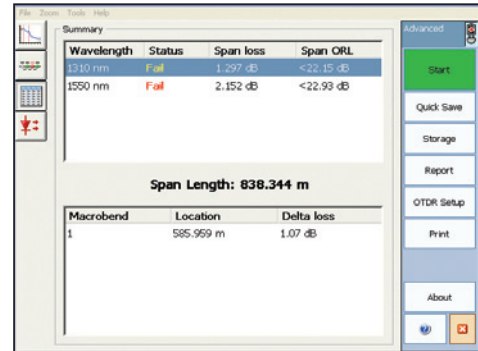 File Zoom Tools Help
Summary
Wavelength Status Span loss Span ORL
1310 nm Fail 1.297 dB <22.15 dB
1550 nm Fail 2.152 dB <22.93 dB
Span Length: 838.344 m
Macrobend Location Delta loss
1 585.959 m 1.07 dB
Advanced
Start
Quick Save
Storage
Report
OTDR Setup
Print
About